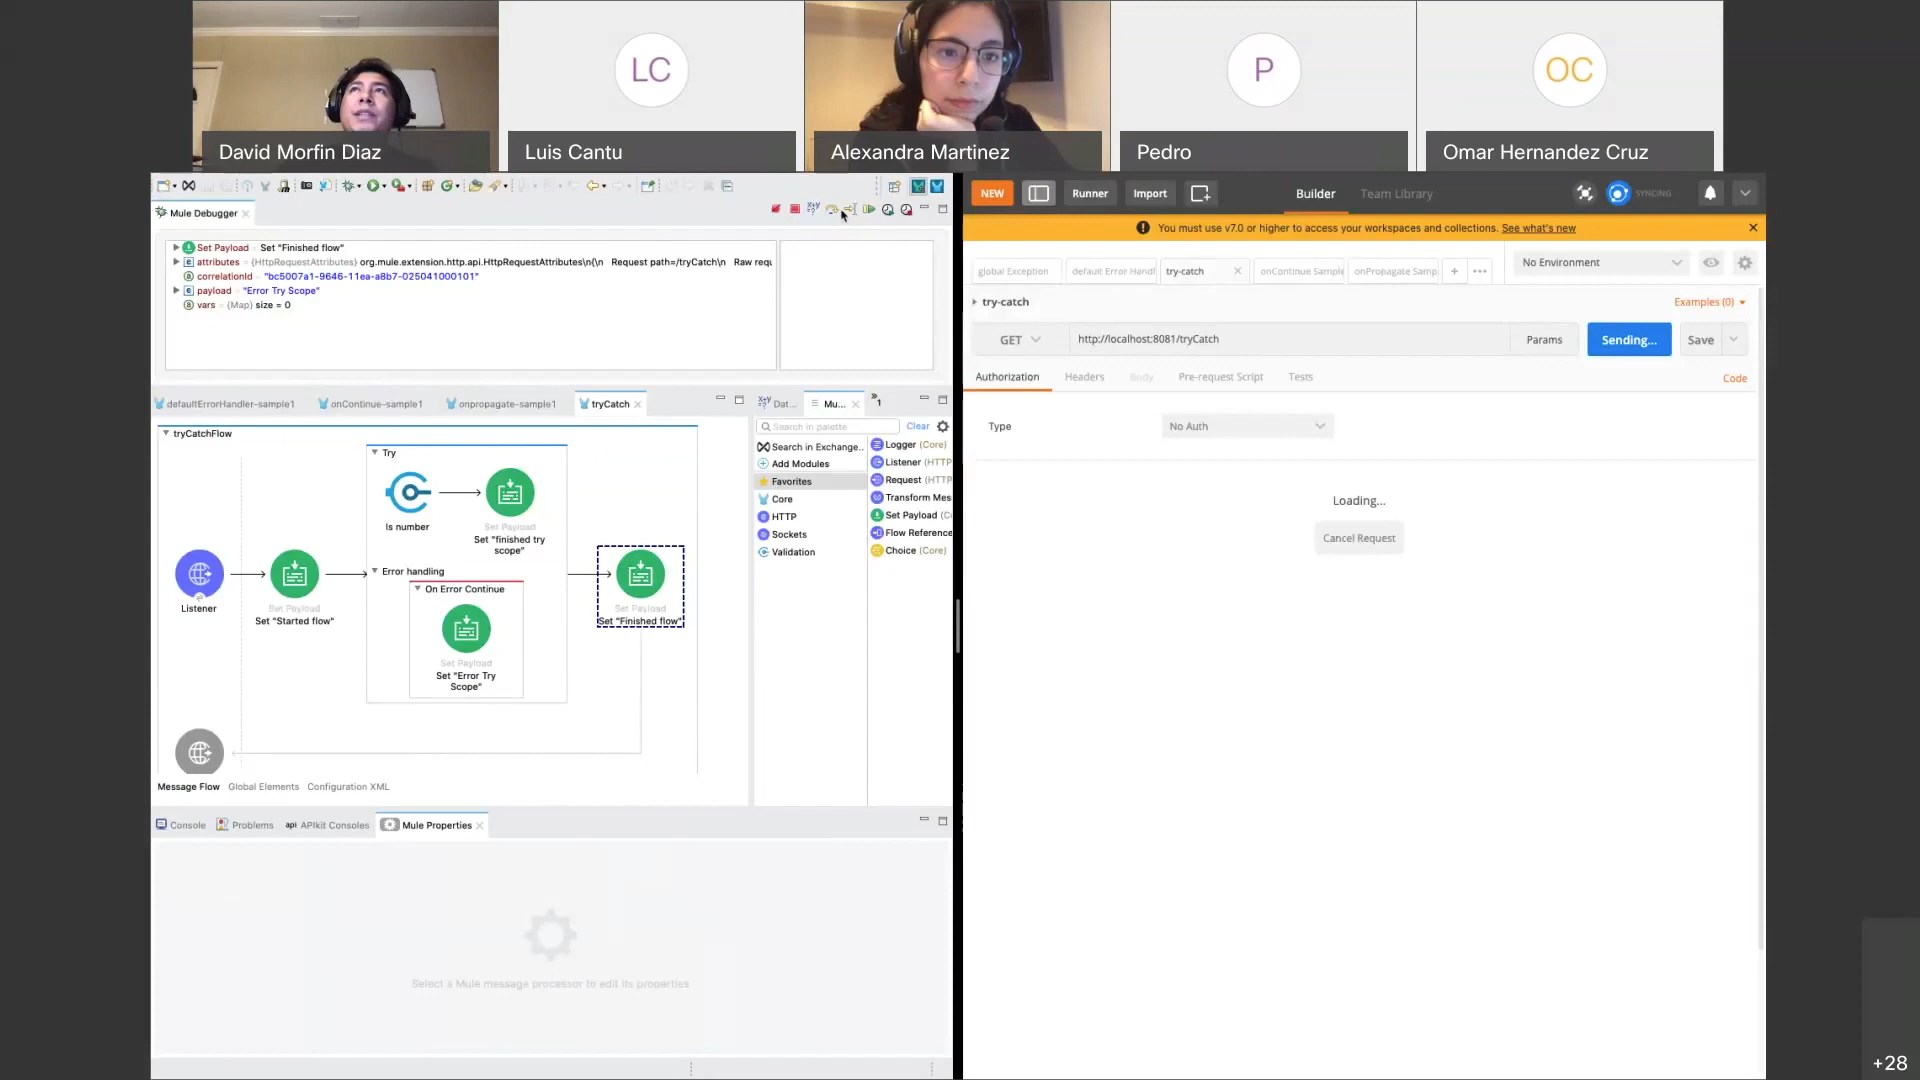 LC
P
OC
David Morfin Diaz
Luis Cantu
Alexandra Martinez
Pedro
Omar Hernandez Cruz
Mule Debugger
Set Payload = Set "Finished flow"
attributes = {HttpRequestAttributes} org.mule.extension.http.api.HttpRequestAttributes\n{\n Request path=/tryCatch\n Raw requ
correlationId = "bc5007a1-9646-11ea-a8b7-025041000101"
payload = "Error Try Scope"
vars = {Map} size = 0
defaultErrorHandler-sample1
onContinue-sample1
onpropagate-sample1
tryCatch
tryCatchFlow
Try
Is number
Set Payload
Set "finished try
scope"
Error handling
On Error Continue
Set Payload
Set "Error Try
Scope"
Listener
Set Payload
Set "Started flow"
Set Payload
Set "Finished flow"
Message Flow
Global Elements
Configuration XML
Dat...
Mu...
»1
Search in palette
Clear
Search in Exchange..
Add Modules
Favorites
Core
HTTP
Sockets
Validation
Logger (Core)
Listener (HTTP
Request (HTTP
Transform Mes
Set Payload (C
Flow Reference
Choice (Core)
Console
Problems
api APIkit Consoles
Mule Properties
Select a Mule message processor to edit its properties
NEW
Runner
Import
Builder
Team Library
SYNCING
You must use v7.0 or higher to access your workspaces and collections. See what's new
global Exception
default Error Handl
try-catch
onContinue Sample
onPropagate Samp
No Environment
try-catch
Examples (0)
GET
http://localhost:8081/tryCatch
Params
Sending...
Save
Authorization
Headers
Body
Pre-request Script
Tests
Code
Type
No Auth
Loading...
Cancel Request
+28